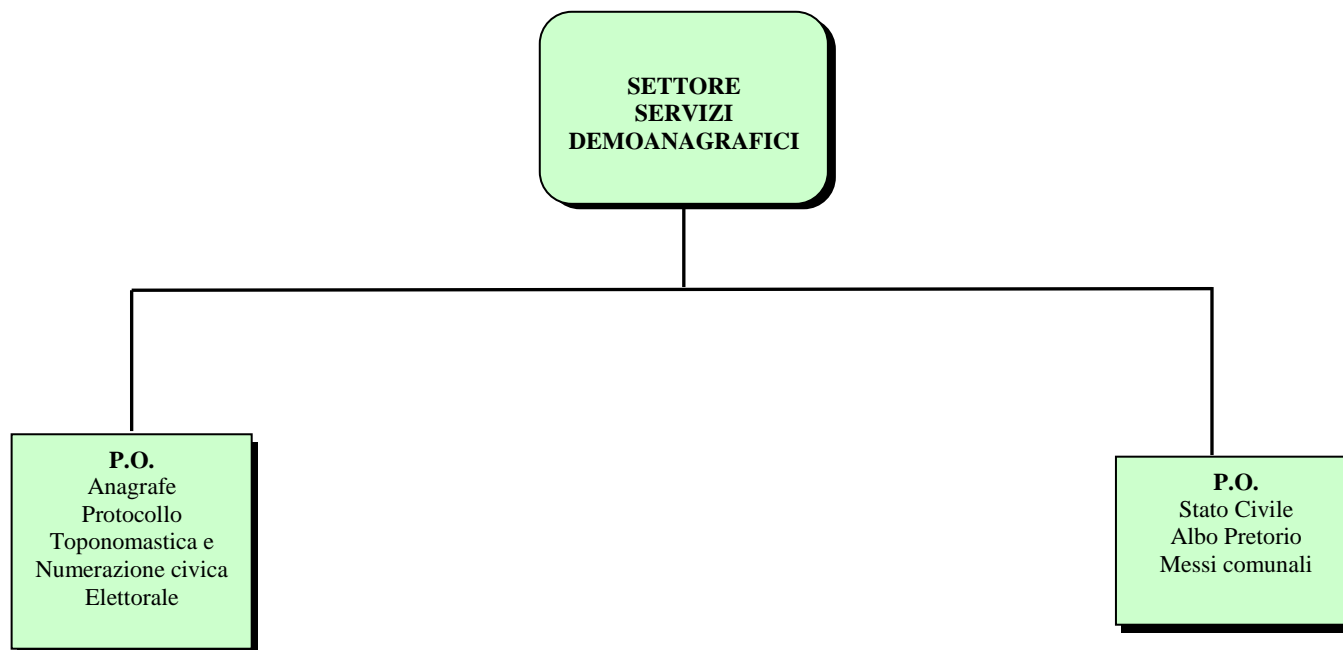 SETTORE
SERVIZI
DEMOANAGRAFICI
P.O.
Anagrafe
Protocollo
Toponomastica e
Numerazione civica
Elettorale
P.O.
Stato Civile
Albo Pretorio
Messi comunali